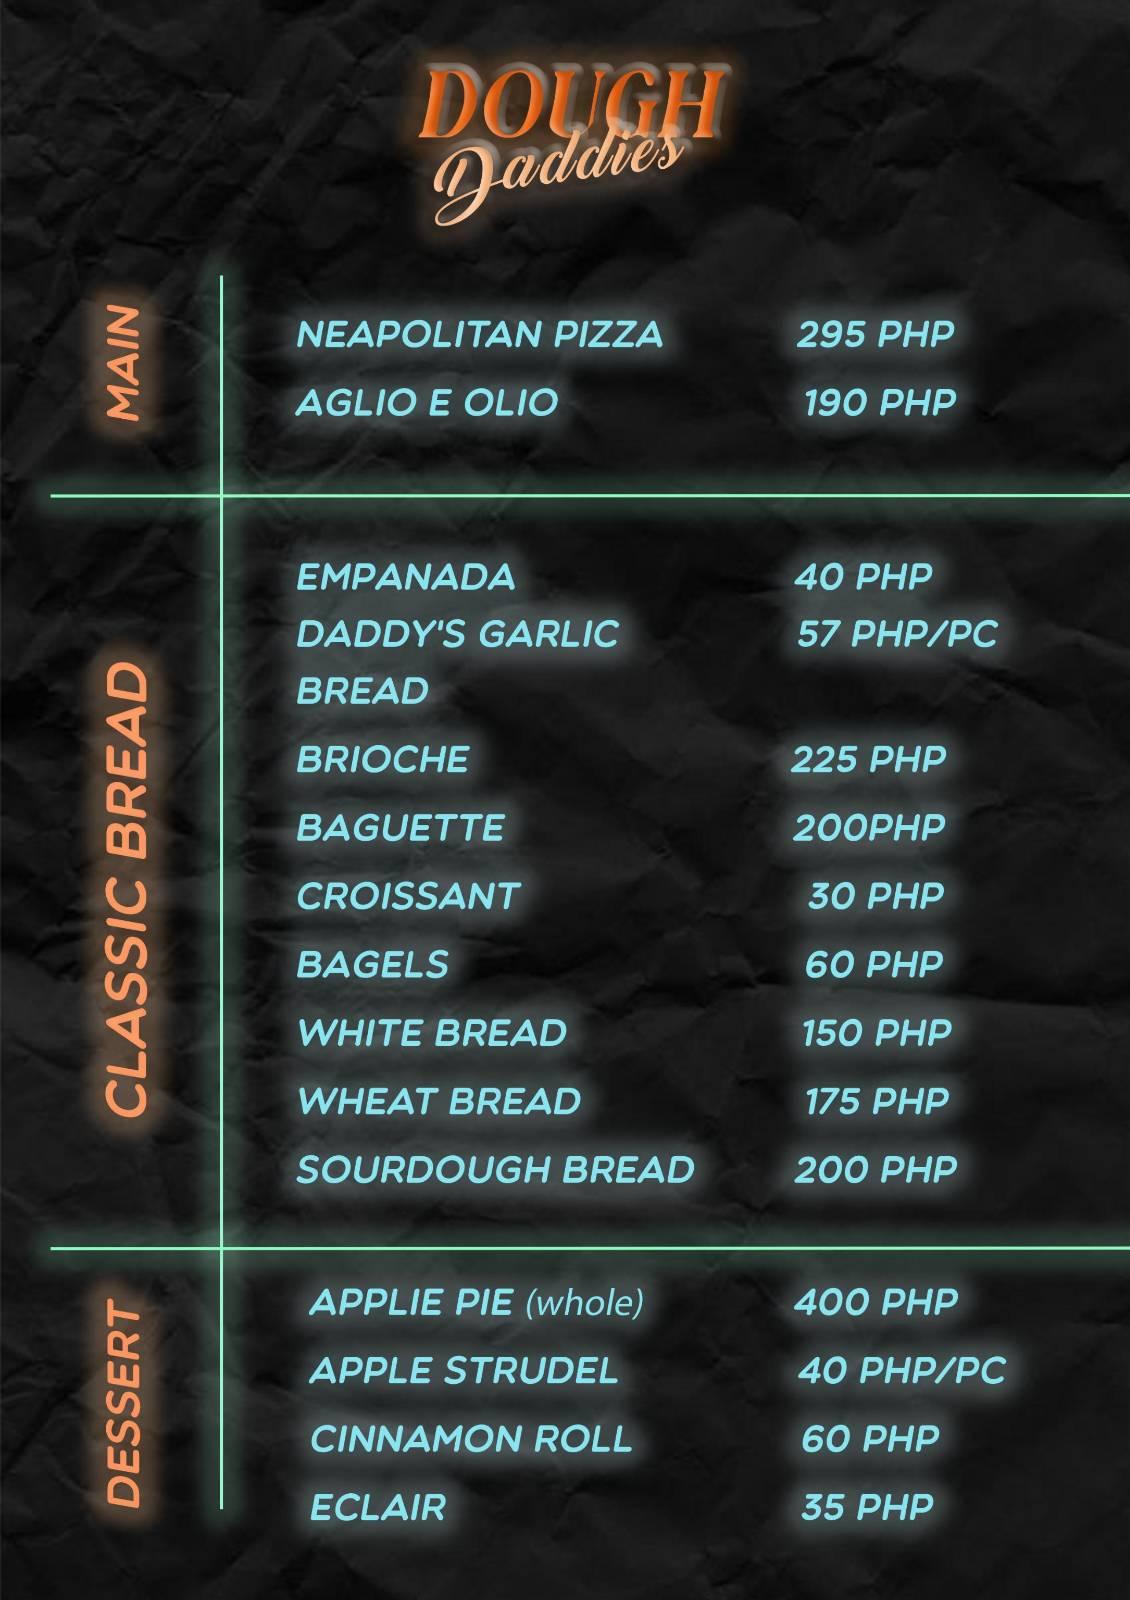 DOUGH
Daddies
MAIN
NEAPOLITAN PIZZA 295 PHP
AGLIO E OLIO 190 PHP
CLASSIC BREAD
EMPANADA 40 PHP
DADDY'S GARLIC 57 PHP/PC
BREAD
BRIOCHE 225 PHP
BAGUETTE 200PHP
CROISSANT 30 PHP
BAGELS 60 PHP
WHITE BREAD 150 PHP
WHEAT BREAD 175 PHP
SOURDOUGH BREAD 200 PHP
DESSERT
APPLIE PIE (whole) 400 PHP
APPLE STRUDEL 40 PHP/PC
CINNAMON ROLL 60 PHP
ECLAIR 35 PHP